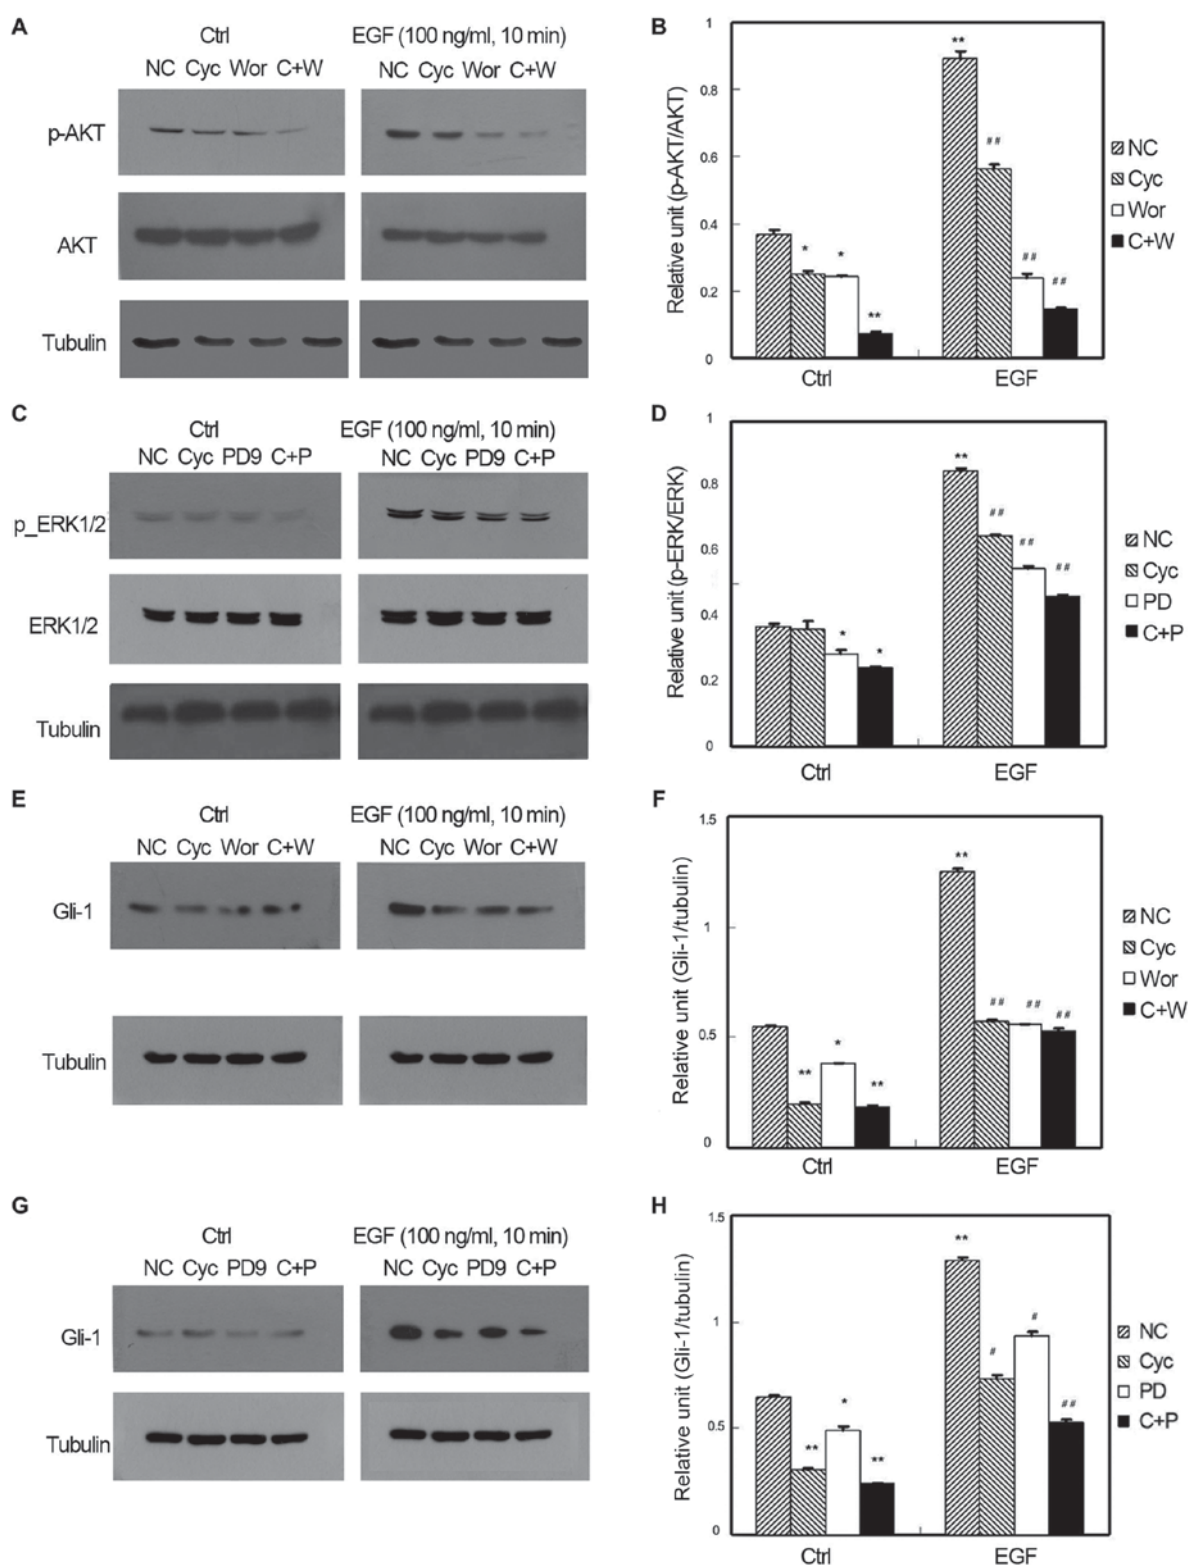 A
Ctrl
EGF (100 ng/ml, 10 min)
NC Cyc Wor C+W
NC Cyc Wor C+W
p-AKT
AKT
Tubulin
B
Relative unit (p-AKT/AKT)
1
0.8
0.6
0.4
0.2
0
**
##
* *
**
##
##
Ctrl
EGF
NC
Cyc
Wor
C+W
C
Ctrl
EGF (100 ng/ml, 10 min)
NC Cyc PD9 C+P
NC Cyc PD9 C+P
p_ERK1/2
ERK1/2
Tubulin
D
Relative unit (p-ERK/ERK)
1
0.8
0.6
0.4
0.2
0
**
##
##
##
*
*
Ctrl
EGF
NC
Cyc
PD
C+P
E
Ctrl
EGF (100 ng/ml, 10 min)
NC Cyc Wor C+W
NC Cyc Wor C+W
Gli-1
Tubulin
F
Relative unit (Gli-1/tubulin)
1.5
1
0.5
0
**
## ## ##
**
*
**
Ctrl
EGF
NC
Cyc
Wor
C+W
G
Ctrl
EGF (100 ng/ml, 10 min)
NC Cyc PD9 C+P
NC Cyc PD9 C+P
Gli-1
Tubulin
H
Relative unit (Gli-1/tubulin)
1.5
1
0.5
0
**
#
#
##
**
*
**
Ctrl
EGF
NC
Cyc
PD
C+P